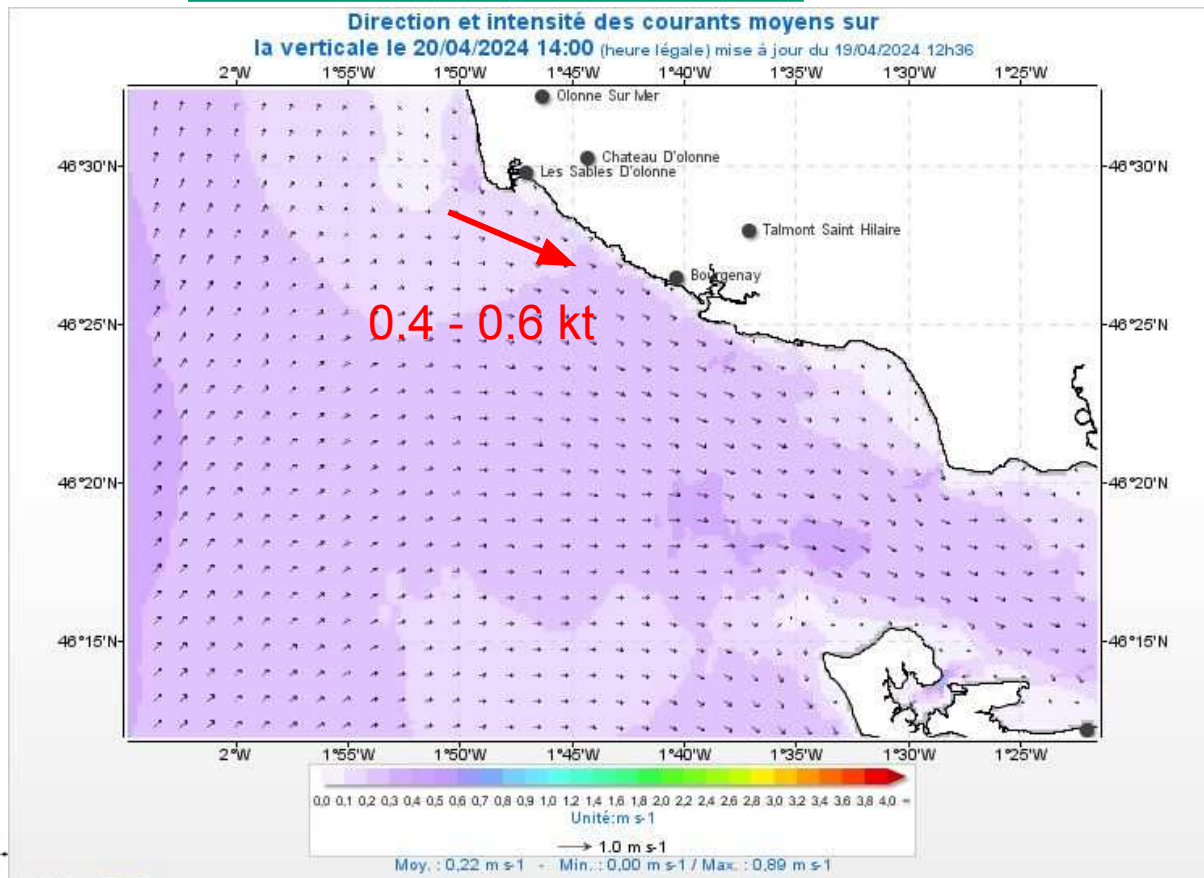 Direction et intensité des courants moyens sur
la verticale le 20/04/2024 14:00 (heure légale) mise à jour du 19/04/2024 12h36
2°W 1°55'W 1°50'W 1°45'W 1°40'W 1°35'W 1°30'W 1°25'W
Olonne Sur Mer
46°30'N Chateau D'olonne 46°30'N
Les Sables D'olonne
Talmont Saint Hilaire
Bourgenay
0.4 - 0.6 kt
46°25'N 46°25'N
46°20'N 46°20'N
46°15'N 46°15'N
2°W 1°55'W 1°50'W 1°45'W 1°40'W 1°35'W 1°30'W 1°25'W
0,0 0,1 0,2 0,3 0,4 0,5 0,6 0,7 0,8 0,9 1,0 1,2 1,4 1,6 1,8 2,0 2,2 2,4 2,6 2,8 3,0 3,2 3,4 3,6 3,8 4,0 ∞
Unité:m s-1
1.0 m s-1
Moy. : 0,22 m s-1 - Min. : 0,00 m s-1 / Max. : 0,89 m s-1